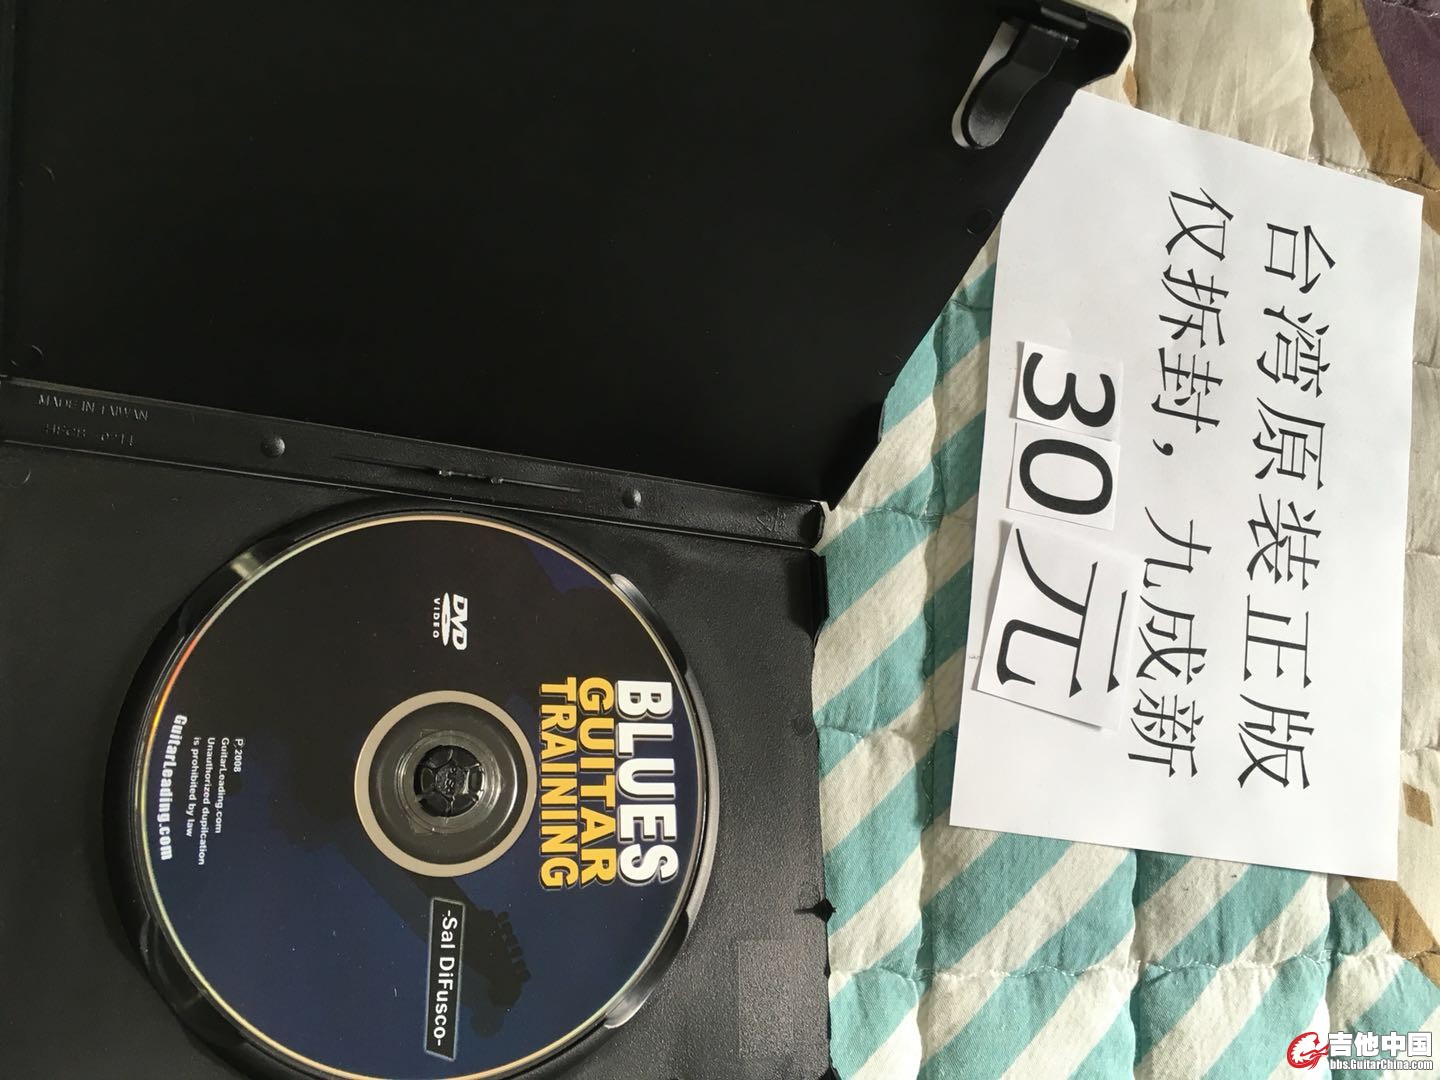 台湾原装正版
仅拆封，九成新
30元
MADE IN TAIWAN
DVD
VIDEO
BLUES
GUITAR
TRAINING
-Sal DiFusco-
P.2008
GuitarLeading.com
Unauthorized dupilcation
is prohibited by law
GuitarLeading.com
吉他中国
bbs.GuitarChina.com